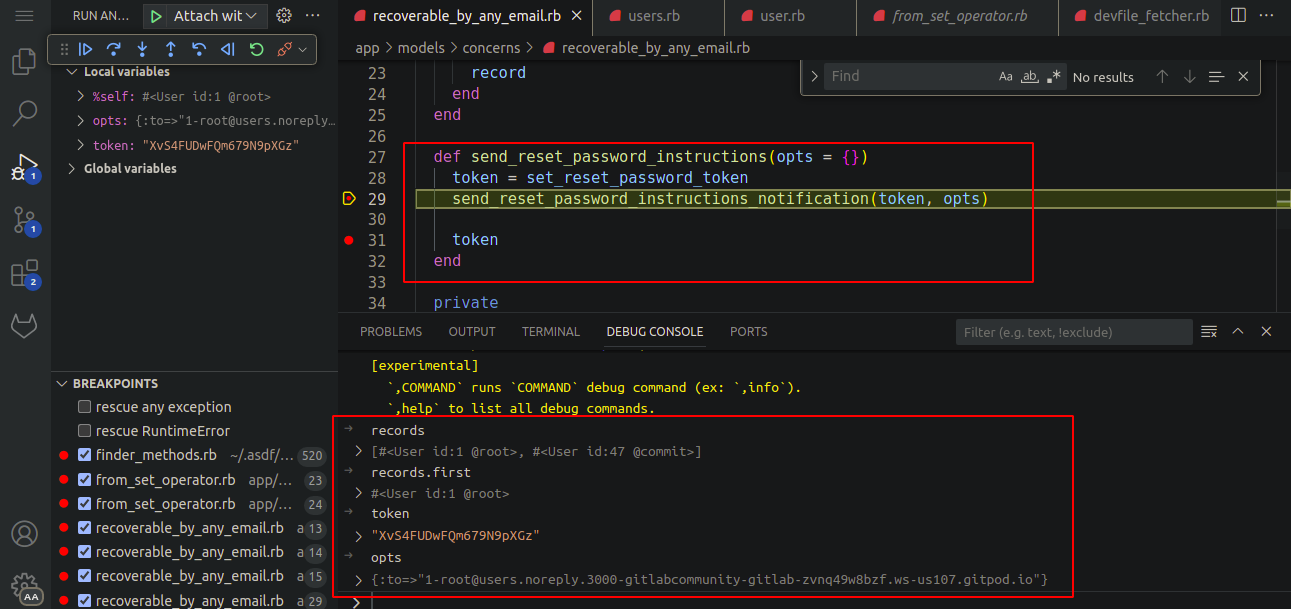 RUN AN... Attach wit
recoverable_by_any_email.rb users.rb user.rb from_set_operator.rb devfile_fetcher.rb
app > models > concerns > recoverable_by_any_email.rb
Local variables
%self: #<User id:1 @root>
opts: {:to=>"1-root@users.noreply…
token: "XvS4FUDwFQm679N9pXGz"
Global variables
Find Aa ab .* No results
23 record
24 end
25 end
26
27 def send_reset_password_instructions(opts = {})
28 token = set_reset_password_token
29 send_reset_password_instructions_notification(token, opts)
30
31 token
32 end
33
34 private
1
1
2
AA
PROBLEMS OUTPUT TERMINAL DEBUG CONSOLE PORTS
Filter (e.g. text, !exclude)
[experimental]
`,COMMAND` runs `COMMAND` debug command (ex: `,info`).
`,help` to list all debug commands.
records
[#<User id:1 @root>, #<User id:47 @commit>]
records.first
#<User id:1 @root>
token
"XvS4FUDwFQm679N9pXGz"
opts
{:to=>"1-root@users.noreply.3000-gitlabcommunity-gitlab-zvnq49w8bzf.ws-us107.gitpod.io"}
BREAKPOINTS
rescue any exception
rescue RuntimeError
finder_methods.rb ~/.asdf/... 520
from_set_operator.rb app/... 23
from_set_operator.rb app/... 24
recoverable_by_any_email.rb a 13
recoverable_by_any_email.rb a 14
recoverable_by_any_email.rb a 15
recoverable_by_any_email.rb a 29